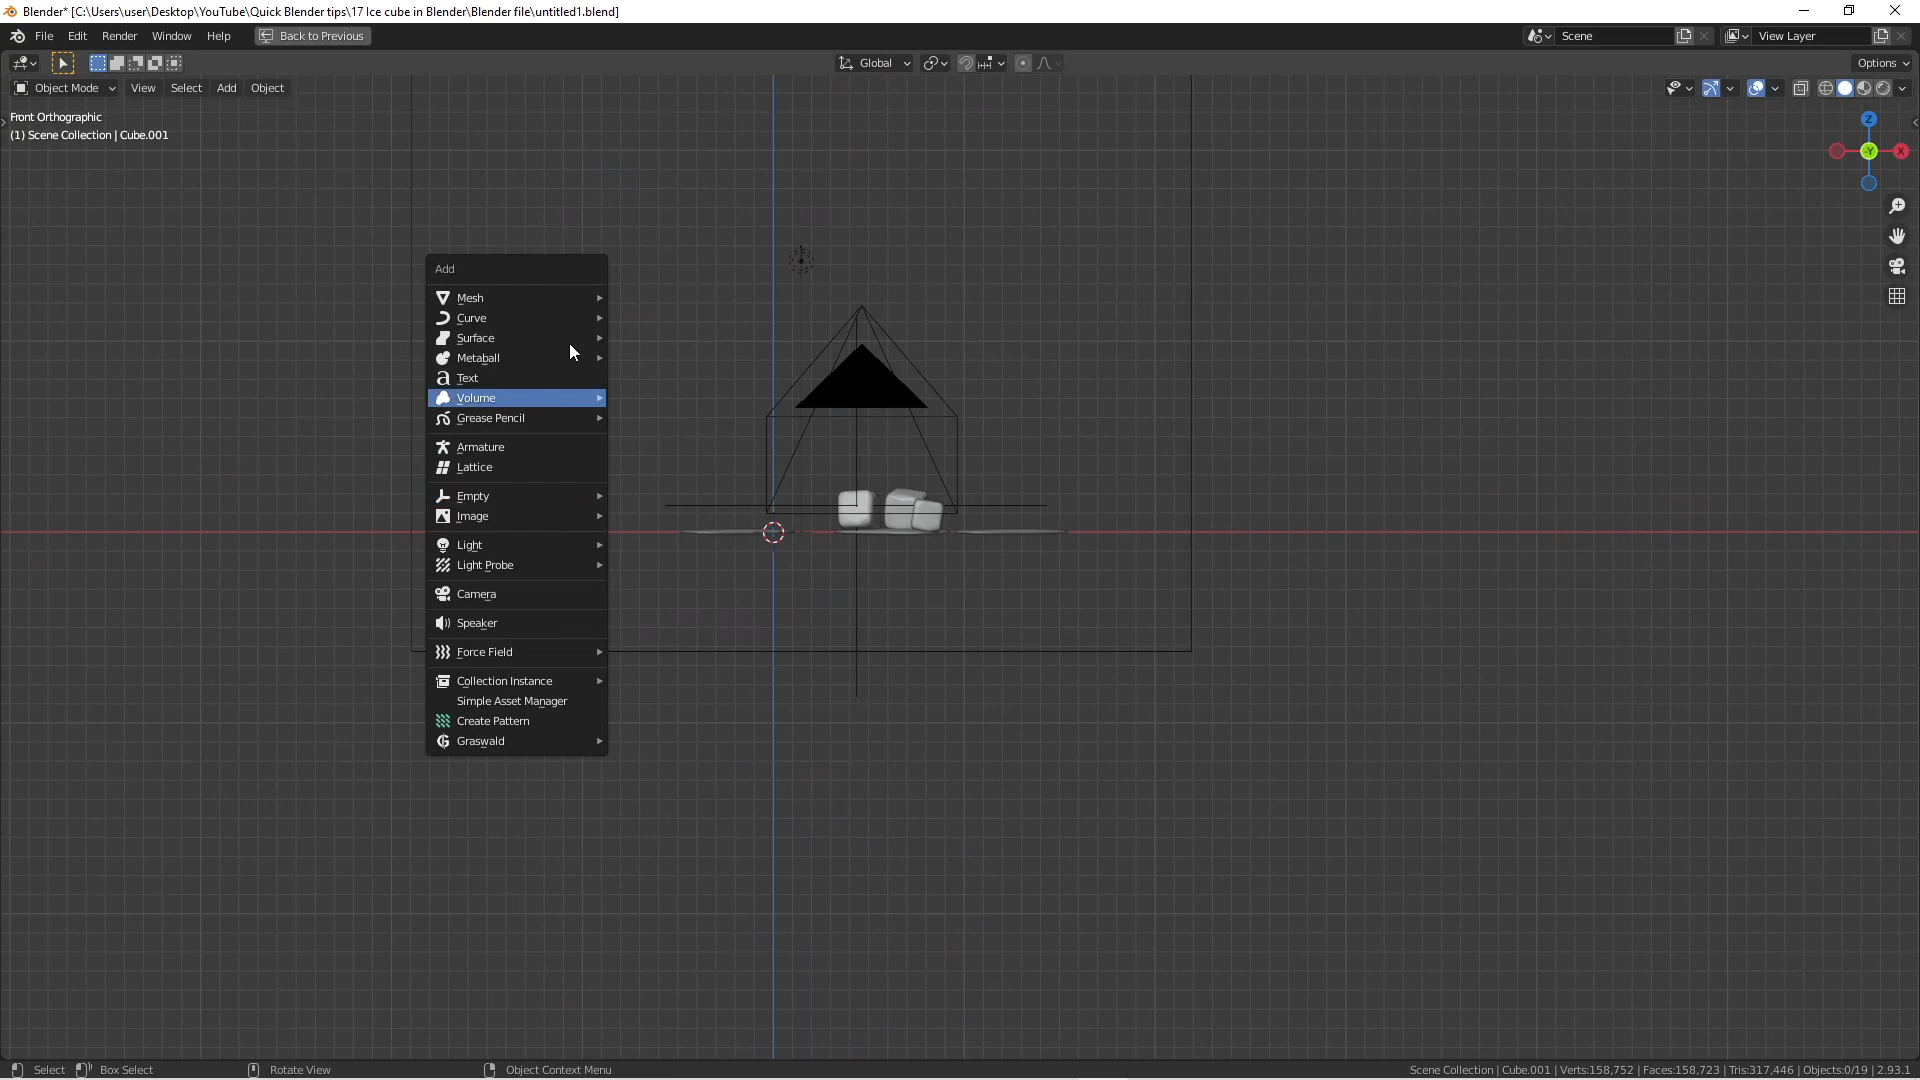 Blender* [C:\Users\user\Desktop\YouTube\Quick Blender tips\17 Ice cube in Blender\Blender file\untitled1.blend]
File Edit Render Window Help Back to Previous
Scene
View Layer
Global
Options
Object Mode View Select Add Object
Front Orthographic
(1) Scene Collection | Cube.001
Z
-Y
X
Add
Mesh
Curve
Surface
Metaball
Text
Volume
Grease Pencil
Armature
Lattice
Empty
Image
Light
Light Probe
Camera
Speaker
Force Field
Collection Instance
Simple Asset Manager
Create Pattern
Graswald
Select Box Select Rotate View Object Context Menu
Scene Collection | Cube.001 | Verts:158,752 | Faces:158,723 | Tris:317,446 | Objects:0/19 | 2.93.1